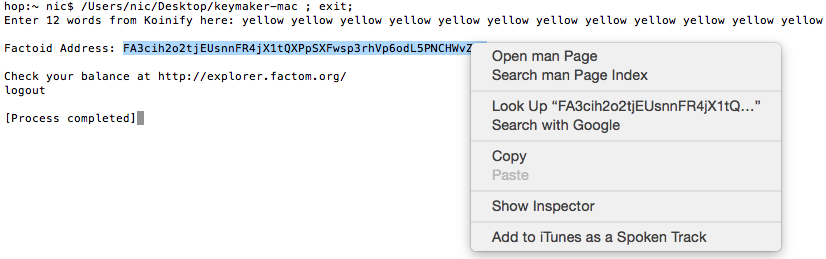 hop:~ nic$ /Users/nic/Desktop/keymaker-mac ; exit;
Enter 12 words from Koinify here: yellow yellow yellow yellow yellow yellow yellow yellow yellow yellow yellow yellow
Factoid Address: FA3cih2o2tjEUsnnFR4jX1tQXPpSXFwsp3rhVp6odL5PNCHWvZ
Check your balance at http://explorer.factom.org/
logout
[Process completed]
Open man Page
Search man Page Index
Look Up “FA3cih2o2tjEUsnnFR4jX1tQ…”
Search with Google
Copy
Paste
Show Inspector
Add to iTunes as a Spoken Track